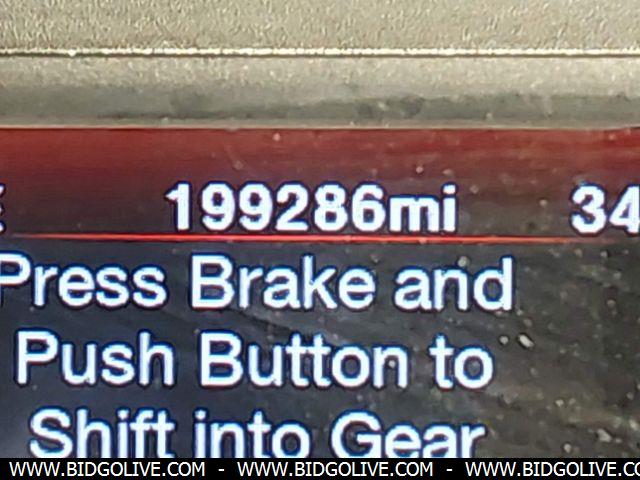 199286mi 34
Press Brake and
Push Button to
Shift into Gear
WWW.BIDGOLIVE.COM - WWW.BIDGOLIVE.COM - WWW.BIDGOLIVE.COM